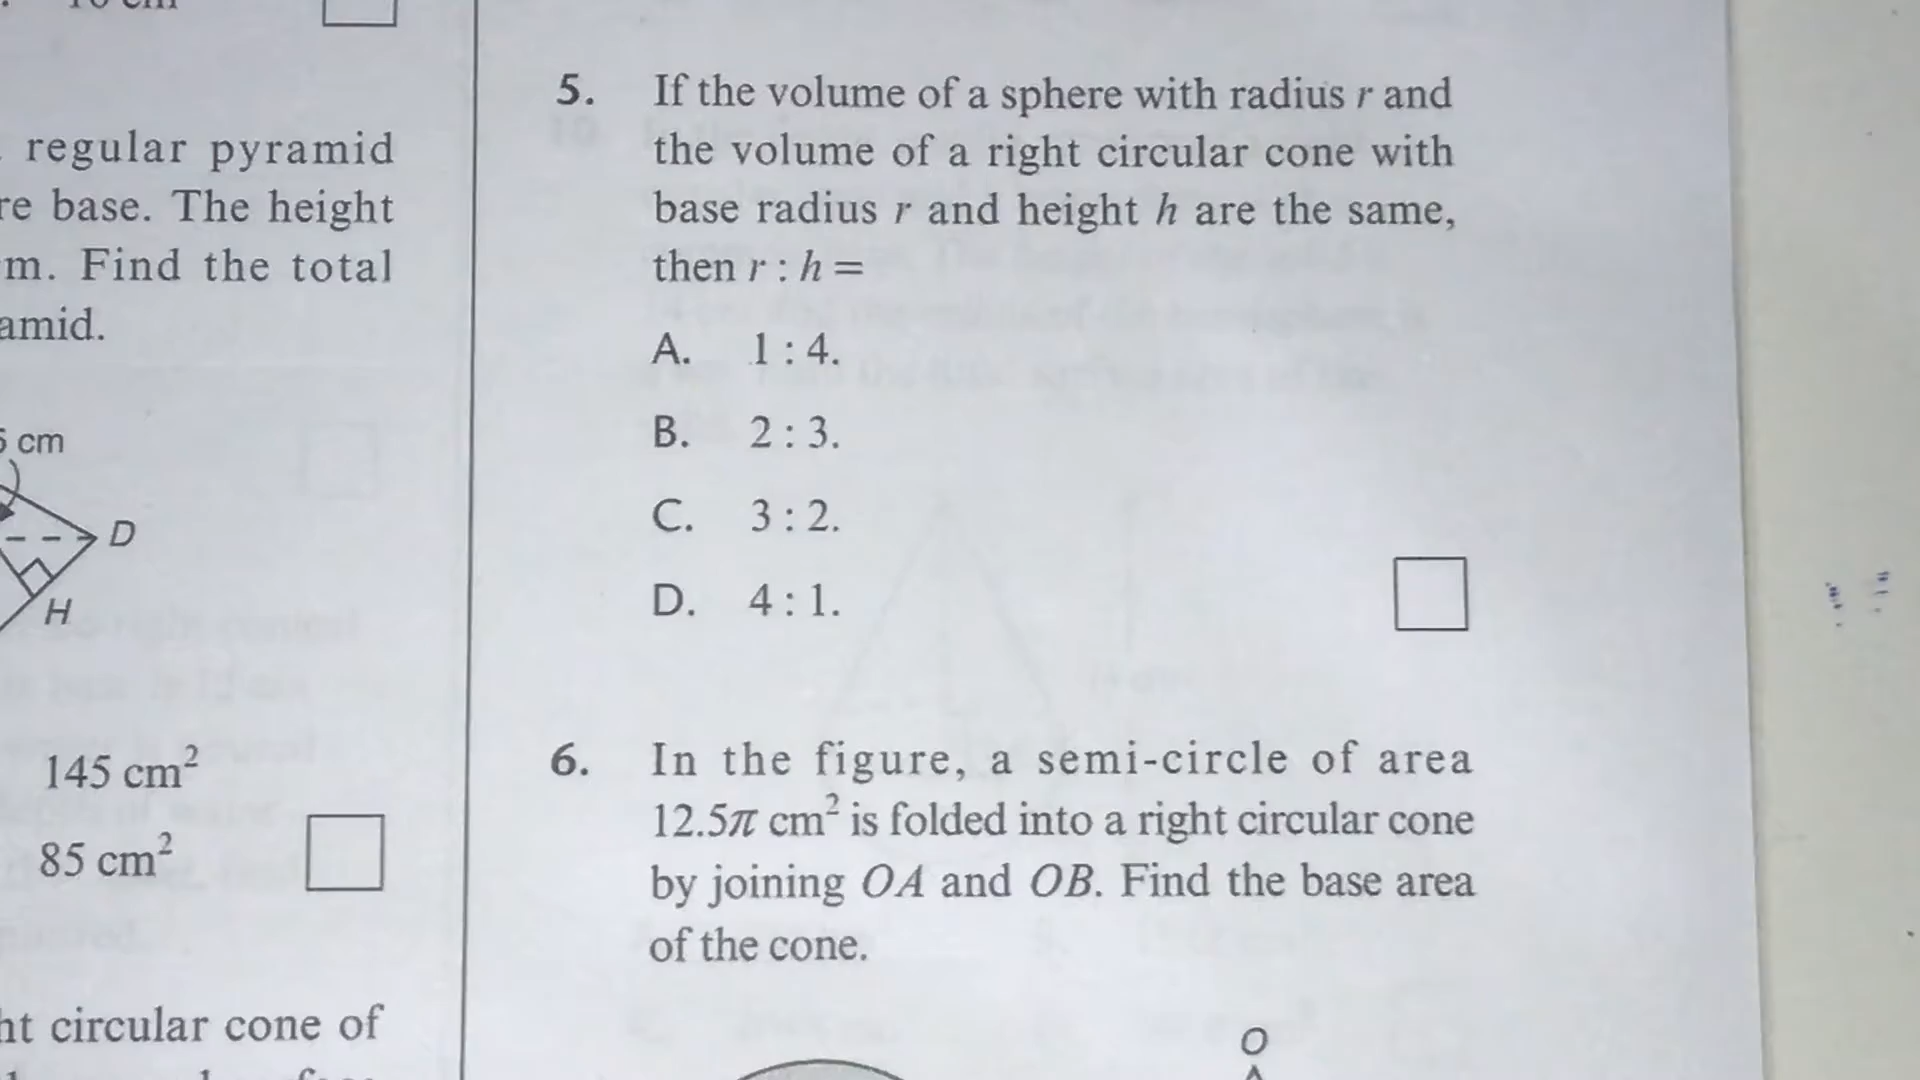 regular pyramid
re base. The height
m. Find the total
amid.
cm
D
H
145 cm²
85 cm²
ht circular cone of
5. If the volume of a sphere with radius r and
the volume of a right circular cone with
base radius r and height h are the same,
then r : h =
A. 1 : 4.
B. 2 : 3.
C. 3 : 2.
D. 4 : 1.
6. In the figure, a semi-circle of area
12.5π cm² is folded into a right circular cone
by joining OA and OB. Find the base area
of the cone.
O